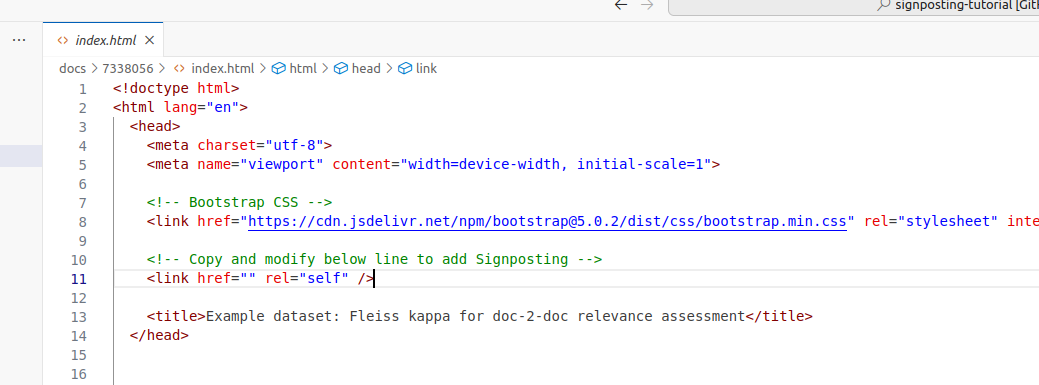 signposting-tutorial [Git
index.html
docs > 7338056 > index.html > html > head > link
1 <!doctype html>
2 <html lang="en">
3 <head>
4 <meta charset="utf-8">
5 <meta name="viewport" content="width=device-width, initial-scale=1">
6
7 <!-- Bootstrap CSS -->
8 <link href="https://cdn.jsdelivr.net/npm/bootstrap@5.0.2/dist/css/bootstrap.min.css" rel="stylesheet" inte
9
10 <!-- Copy and modify below line to add Signposting -->
11 <link href="" rel="self" />
12
13 <title>Example dataset: Fleiss kappa for doc-2-doc relevance assessment</title>
14 </head>
15
16